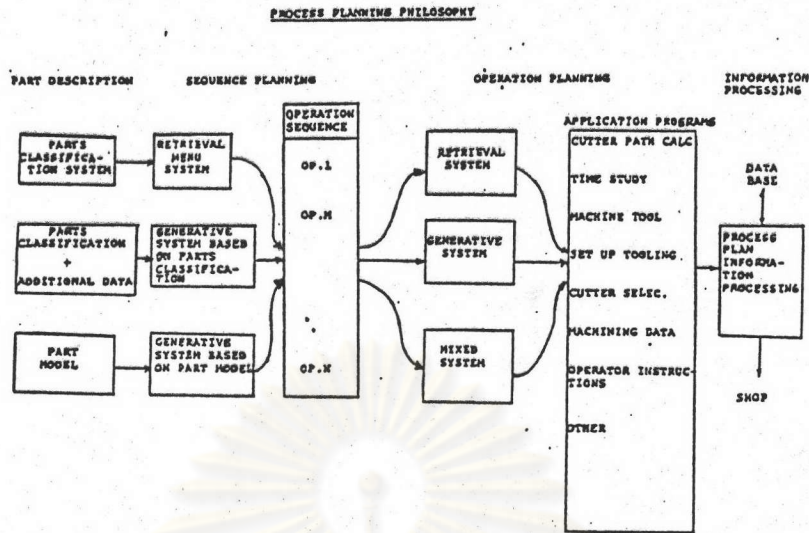 PROCESS PLANNING PHILOSOPHY
PART DESCRIPTION
SEQUENCE PLANNING
OPERATION PLANNING
INFORMATION
PROCESSING
PARTS
CLASSIFICA-
TION SYSTEM
RETRIEVAL
MENU
SYSTEM
PARTS
CLASSIFICATION
+
ADDITIONAL DATA
GENERATIVE
SYSTEM BASED
ON PARTS
CLASSIFICA-
TION
PART
MODEL
GENERATIVE
SYSTEM BASED
ON PART MODEL
OPERATION
SEQUENCE
OP.1
OP.M
OP.N
RETRIEVAL
SYSTEM
GENERATIVE
SYSTEM
MIXED
SYSTEM
APPLICATION PROGRAMS
CUTTER PATH CALC
TIME STUDY
MACHINE TOOL
SET UP TOOLING
CUTTER SELEC.
MACHINING DATA
OPERATOR INSTRUC-
TIONS
OTHER
DATA
BASE
PROCESS
PLAN
INFORMA-
TION
PROCESSING
SHOP